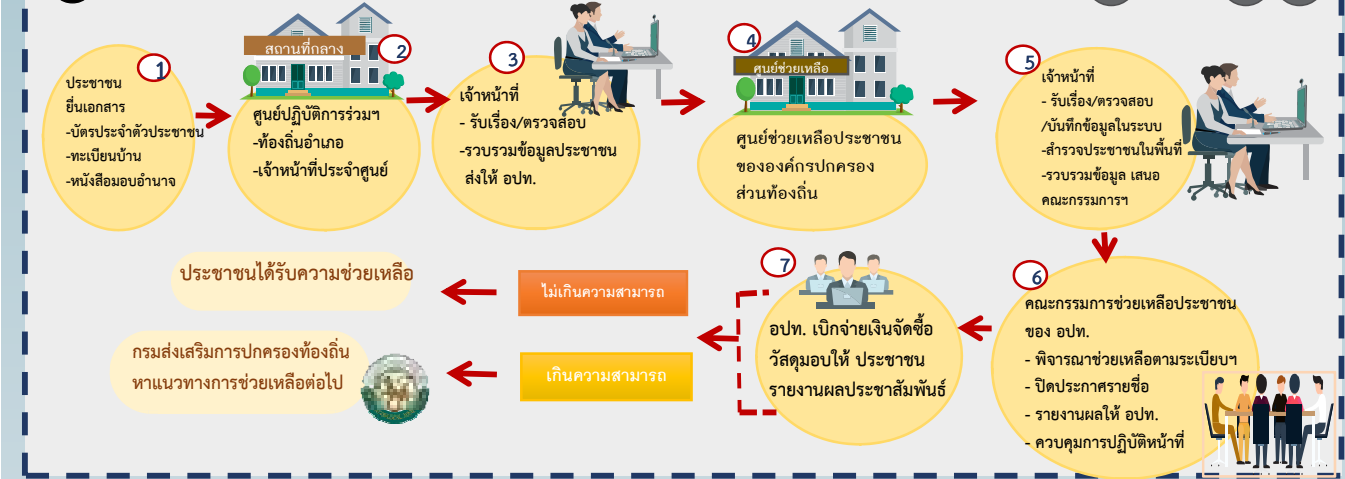 1
ประชาชน
ยื่นเอกสาร
-บัตรประจำตัวประชาชน
-ทะเบียนบ้าน
-หนังสือมอบอำนาจ
สถานที่กลาง
2
ศูนย์ปฏิบัติการร่วมฯ
-ท้องถิ่นอำเภอ
-เจ้าหน้าที่ประจำศูนย์
3
เจ้าหน้าที่
- รับเรื่อง/ตรวจสอบ
-รวบรวมข้อมูลประชาชน
ส่งให้ อปท.
4
ศูนย์ช่วยเหลือ
ศูนย์ช่วยเหลือประชาชน
ขององค์กรปกครอง
ส่วนท้องถิ่น
5
เจ้าหน้าที่
- รับเรื่อง/ตรวจสอบ
/บันทึกข้อมูลในระบบ
-สำรวจประชาชนในพื้นที่
-รวบรวมข้อมูล เสนอ
คณะกรรมการฯ
6
คณะกรรมการช่วยเหลือประชาชน
ของ อปท.
- พิจารณาช่วยเหลือตามระเบียบฯ
- ปิดประกาศรายชื่อ
- รายงานผลให้ อปท.
- ควบคุมการปฏิบัติหน้าที่
7
อปท. เบิกจ่ายเงินจัดซื้อ
วัสดุมอบให้ ประชาชน
รายงานผลประชาสัมพันธ์
ไม่เกินความสามารถ
ประชาชนได้รับความช่วยเหลือ
เกินความสามารถ
กรมส่งเสริมการปกครองท้องถิ่น
หาแนวทางการช่วยเหลือต่อไป